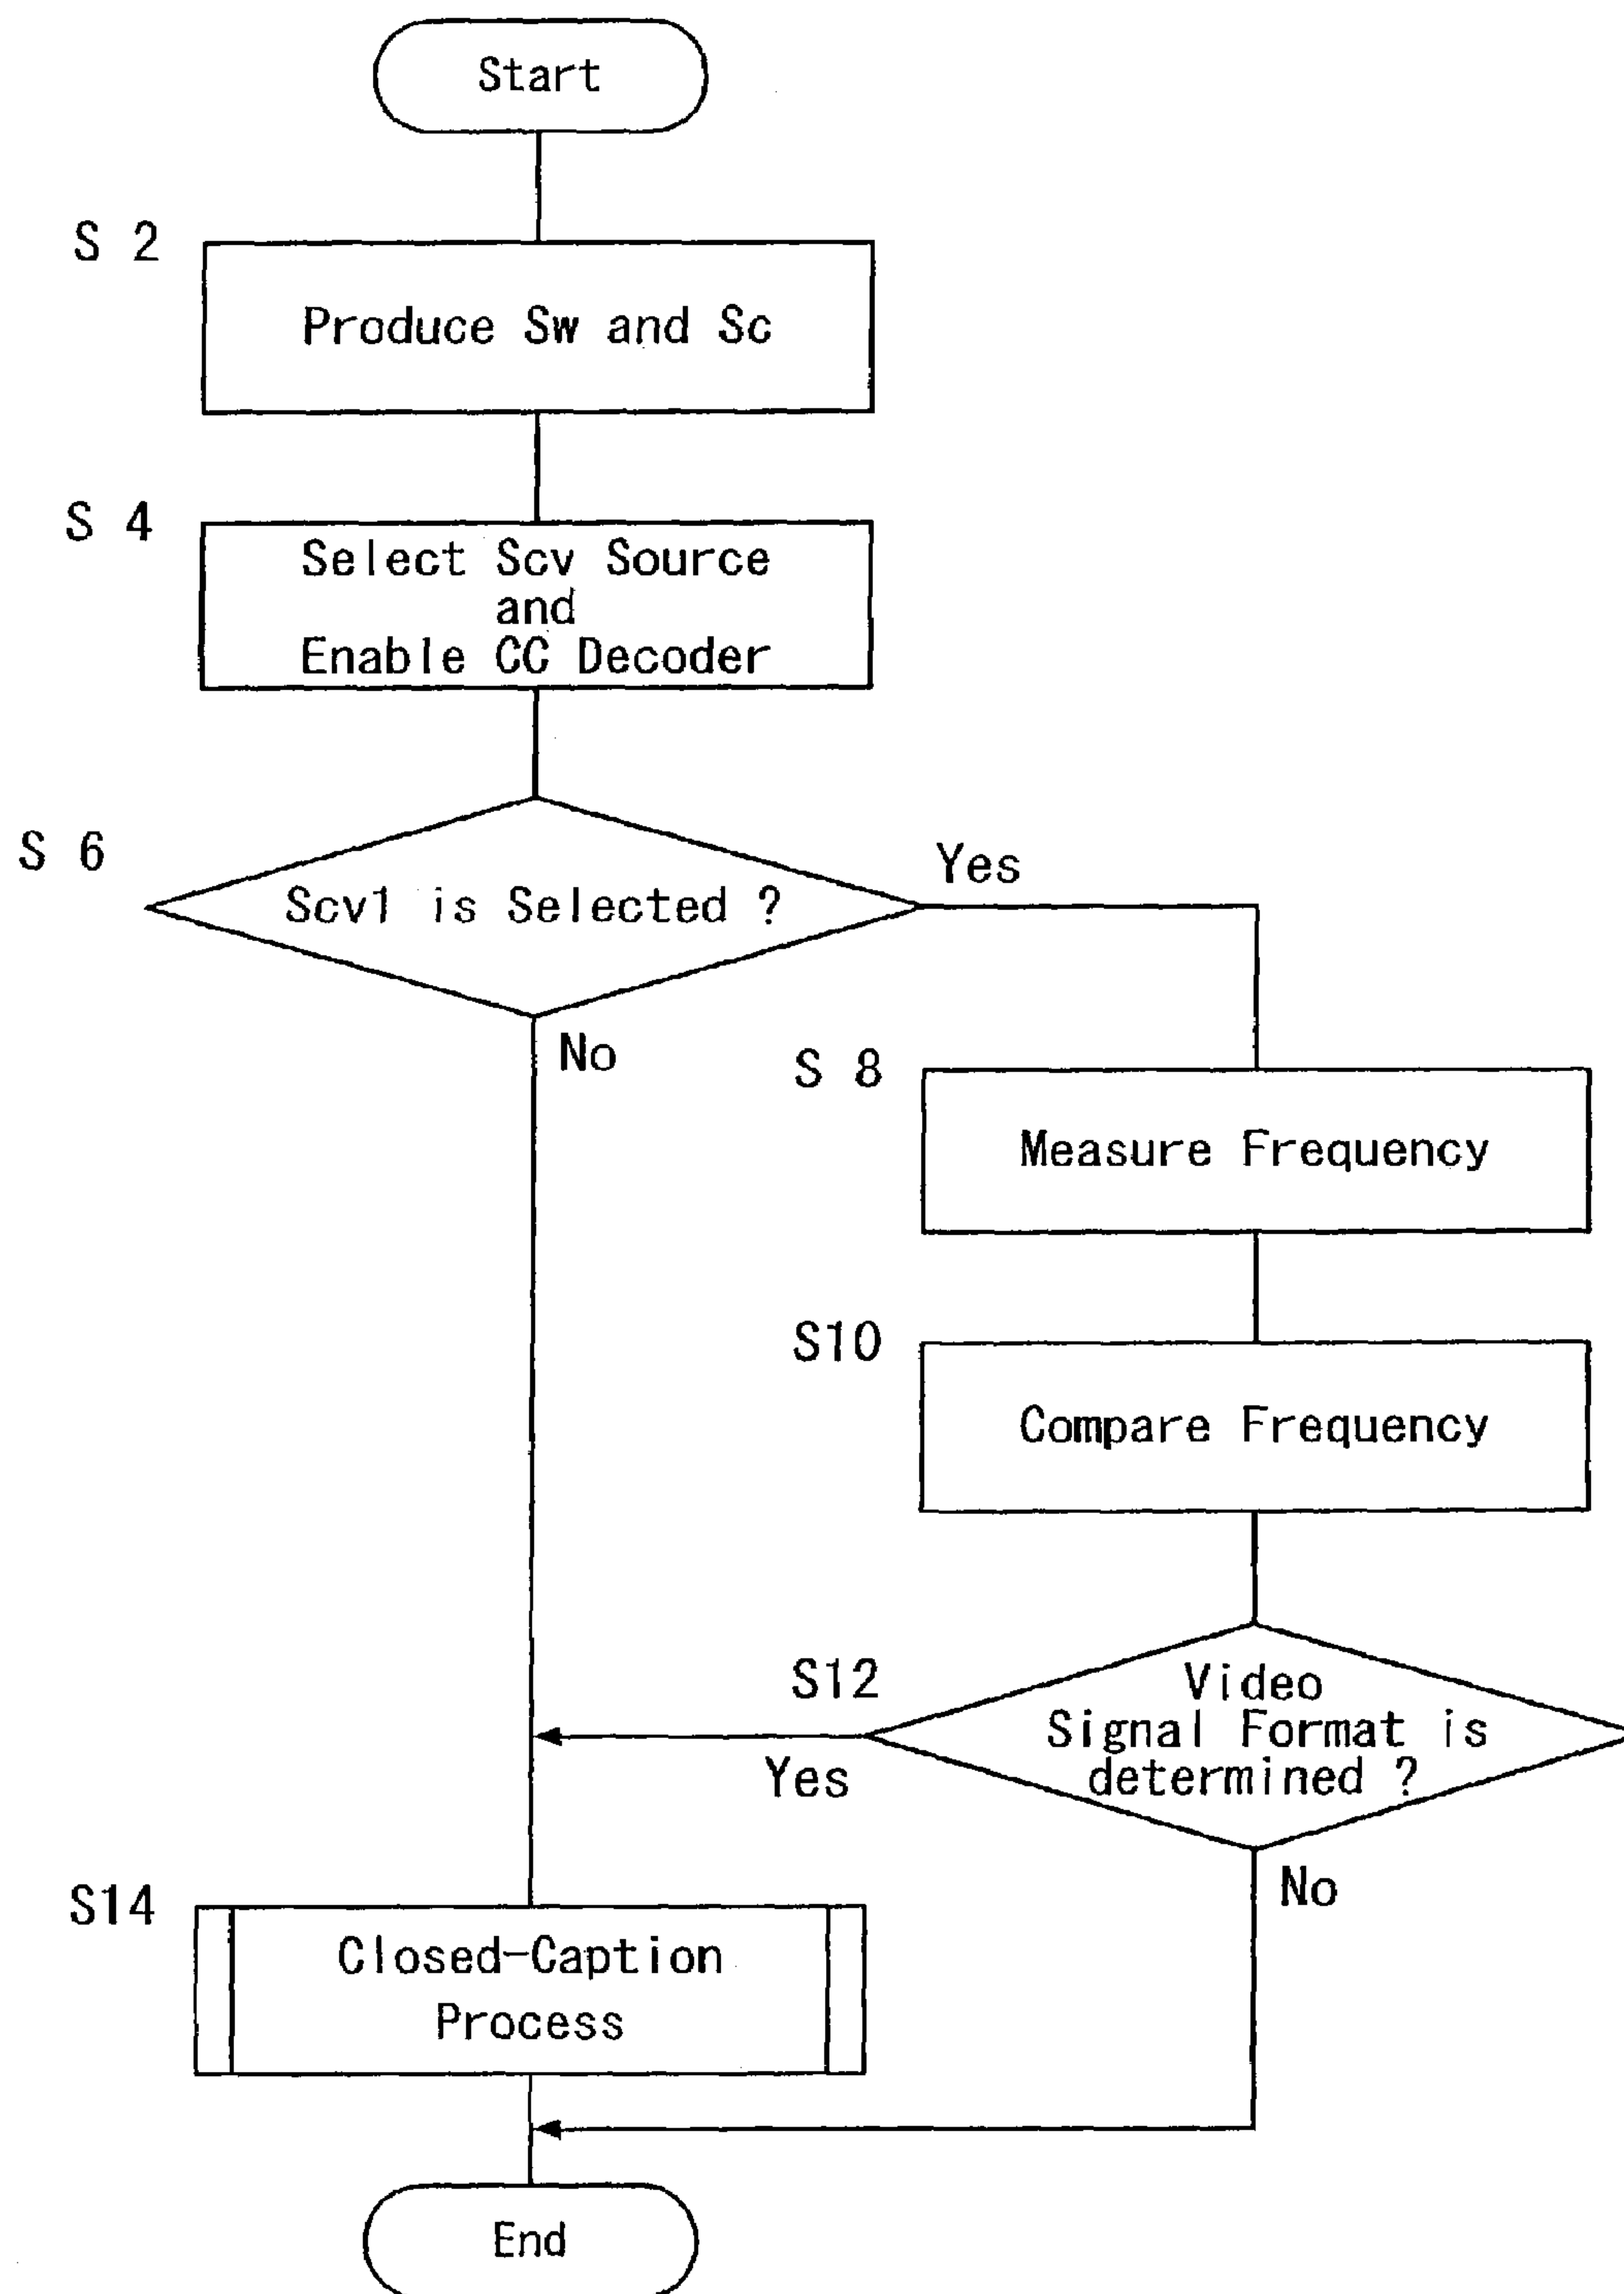 Start
S 2
Produce Sw and Sc
S 4
Select Scv Source
and
Enable CC Decoder
S 6
Scv1 is Selected ?
Yes
No
S 8
Measure Frequency
S10
Compare Frequency
S12
Video
Signal Format is
determined ?
Yes
No
S14
Closed-Caption
Process
End